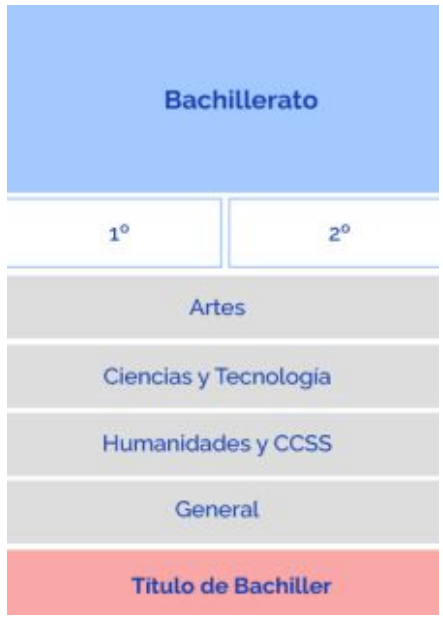 Bachillerato
1º 2º
Artes
Ciencias y Tecnología
Humanidades y CCSS
General
Título de Bachiller